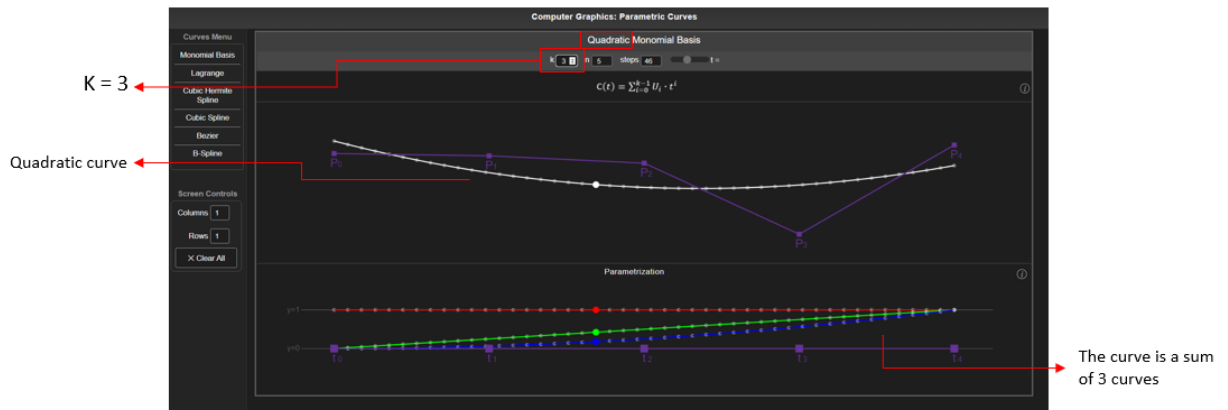 Computer Graphics: Parametric Curves
Curves Menu
Monomial Basis
Lagrange
Cubic Hermite
Spline
Cubic Spline
Bezier
B-Spline
Screen Controls
Columns 1
Rows 1
× Clear All
Quadratic Monomial Basis
k 3 n 5 steps 46 t =
C(t) = ∑_{i=0}^{k-1} U_i · t^i
P0 P1 P2 P3 P4
Parametrization
y=1
y=0
t0 t1 t2 t3 t4
K = 3
Quadratic curve
The curve is a sum
of 3 curves